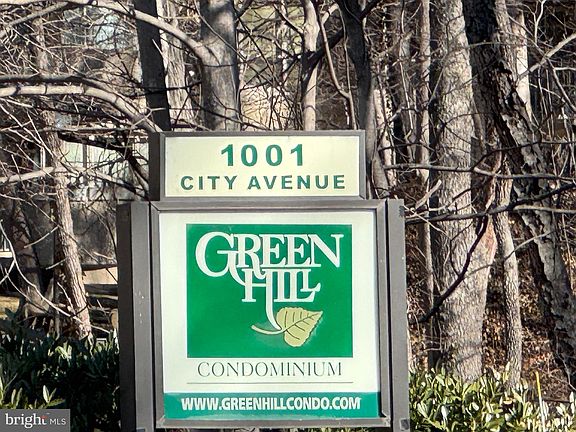 1001
CITY AVENUE
GREEN
HILL
CONDOMINIUM
WWW.GREENHILLCONDO.COM
bright MLS